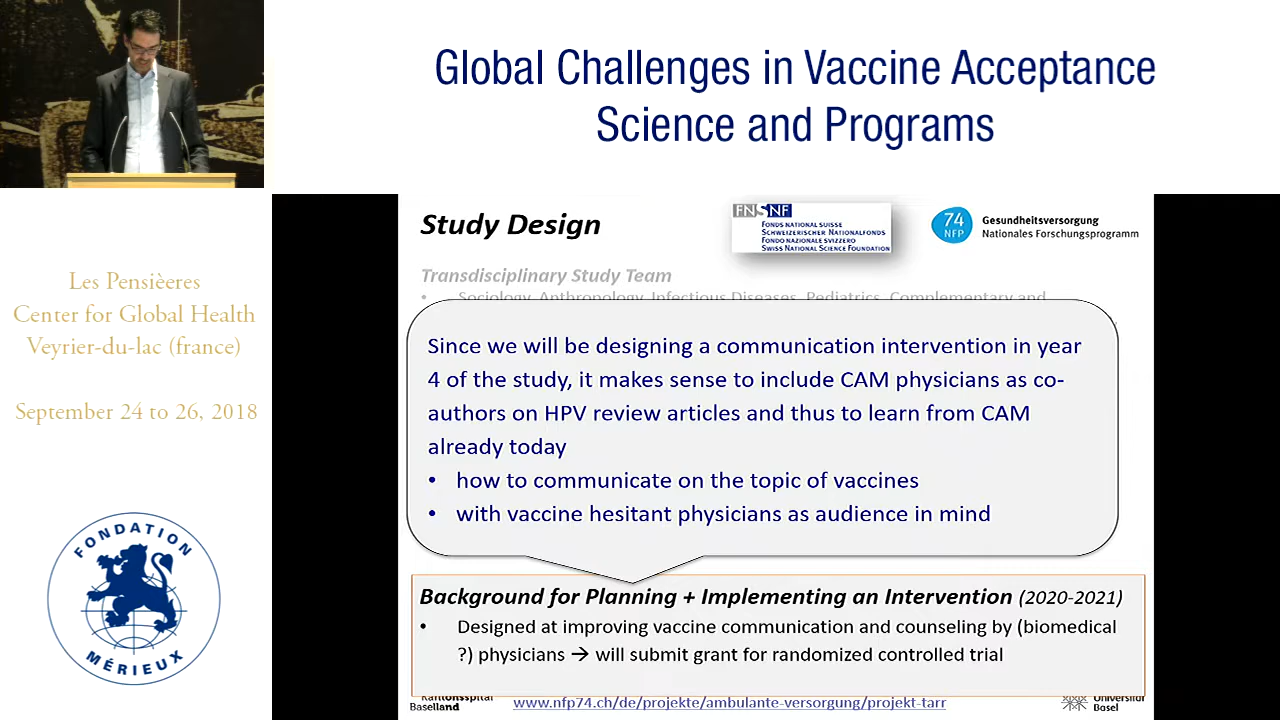 Global Challenges in Vaccine Acceptance
Science and Programs
Les Pensièeres
Center for Global Health
Veyrier-du-lac (france)
September 24 to 26, 2018
FONDATION
MÉRIEUX
Study Design
FNSNF
FONDS NATIONAL SUISSE
SCHWEIZERISCHER NATIONALFONDS
FONDO NAZIONALE SVIZZERO
SWISS NATIONAL SCIENCE FOUNDATION
74
NFP
Gesundheitsversorgung
Nationales Forschungsprogramm
Transdisciplinary Study Team
• Sociology, Anthropology, Infectious Diseases, Pediatrics, Complementary and
Since we will be designing a communication intervention in year
4 of the study, it makes sense to include CAM physicians as co-
authors on HPV review articles and thus to learn from CAM
already today
• how to communicate on the topic of vaccines
• with vaccine hesitant physicians as audience in mind
Background for Planning + Implementing an Intervention (2020-2021)
• Designed at improving vaccine communication and counseling by (biomedical
?) physicians → will submit grant for randomized controlled trial
Kantonsspital
Baselland
www.nfp74.ch/de/projekte/ambulante-versorgung/projekt-tarr
Universität
Basel